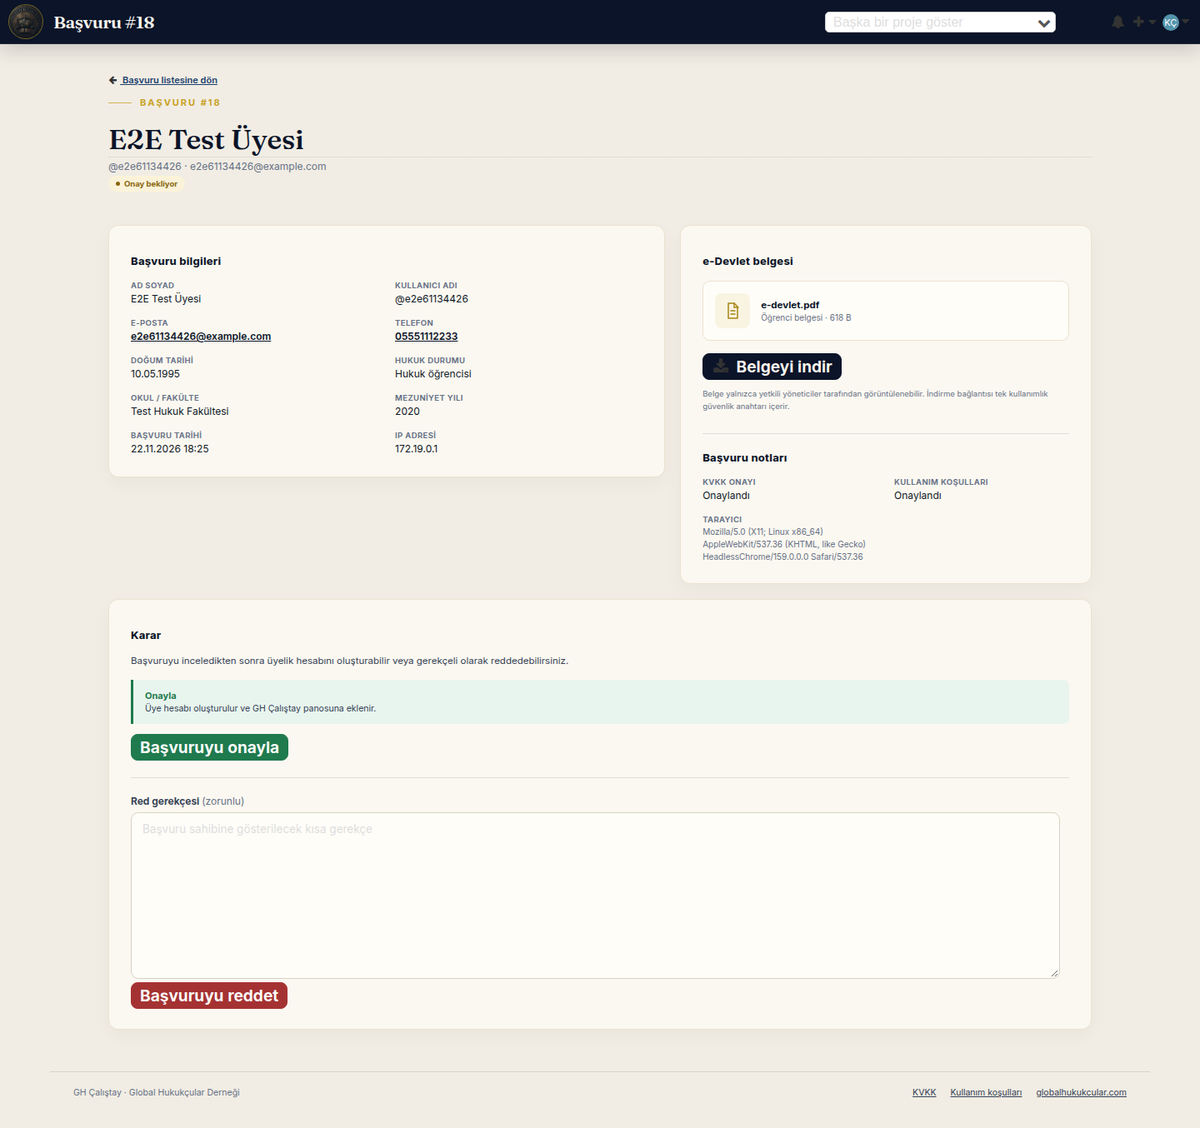 Başvuru #18
Başka bir proje göster
KÇ
Başvuru listesine dön
BAŞVURU #18
E2E Test Üyesi
@e2e61134426 · e2e61134426@example.com
Onay bekliyor
Başvuru bilgileri
AD SOYAD
E2E Test Üyesi
KULLANICI ADI
@e2e61134426
E-POSTA
e2e61134426@example.com
TELEFON
05551112233
DOĞUM TARİHİ
10.05.1995
HUKUK DURUMU
Hukuk öğrencisi
OKUL / FAKÜLTE
Test Hukuk Fakültesi
MEZUNİYET YILI
2020
BAŞVURU TARİHİ
22.11.2026 18:25
IP ADRESİ
172.19.0.1
e-Devlet belgesi
e-devlet.pdf
Öğrenci belgesi · 618 B
Belgeyi indir
Belge yalnızca yetkili yöneticiler tarafından görüntülenebilir. İndirme bağlantısı tek kullanımlık
güvenlik anahtarı içerir.
Başvuru notları
KVKK ONAYI
Onaylandı
KULLANIM KOŞULLARI
Onaylandı
TARAYICI
Mozilla/5.0 (X11; Linux x86_64)
AppleWebKit/537.36 (KHTML, like Gecko)
HeadlessChrome/159.0.0.0 Safari/537.36
Karar
Başvuruyu inceledikten sonra üyelik hesabını oluşturabilir veya gerekçeli olarak reddedebilirsiniz.
Onayla
Üye hesabı oluşturulur ve GH Çalıştay panosuna eklenir.
Başvuruyu onayla
Red gerekçesi (zorunlu)
Başvuru sahibine gösterilecek kısa gerekçe
Başvuruyu reddet
GH Çalıştay · Global Hukukçular Derneği
KVKK
Kullanım koşulları
globalhukukcular.com